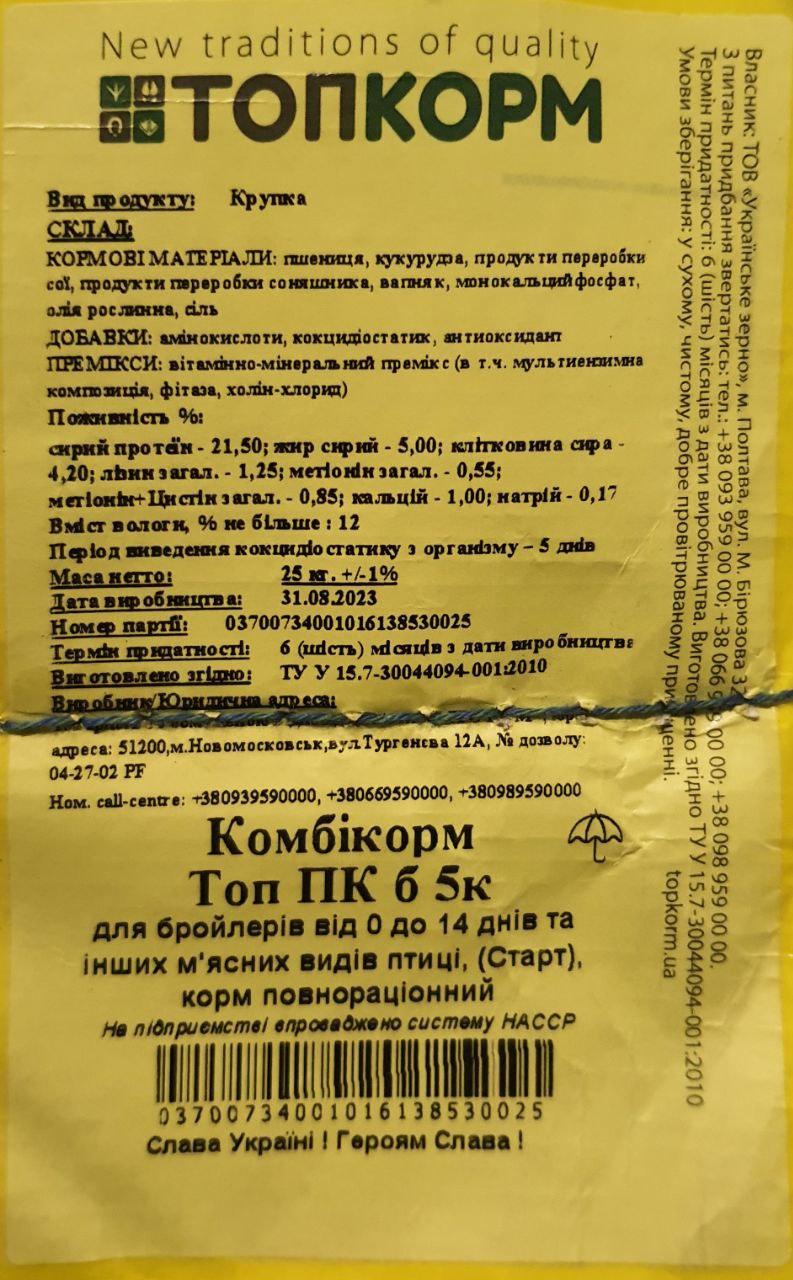 New traditions of quality
ТОПКОРМ
Вид продукту: Крупка
СКЛАД:
КОРМОВІ МАТЕРІАЛИ: пшениця, кукурудза, продукти переробки
сої, продукти переробки соняшника, вапняк, монокальційфосфат,
олія рослинна, сіль
ДОБАВКИ: амінокислоти, кокцидіостатик, антиоксидант
ПРЕМІКСИ: вітамінно-мінеральний премікс (в т.ч. мультиензимна
композиція, фітаза, холін-хлорид)
Поживність %:
сирий протеїн - 21,50; жир сирий - 5,00; клітковина сира -
4,20; лізин загал. - 1,25; метіонін загал. - 0,55;
метіонін+Цистін загал. - 0,85; кальцій - 1,00; натрій - 0,17
Вміст вологи, % не більше : 12
Період виведення кокцидіостатику з організму – 5 днів
Маса нетто: 25 кг. +/-1%
Дата виробництва: 31.08.2023
Номер партії: 03700734001016138530025
Термін придатності: 6 (шість) місяців з дати виробництва
Виготовлено згідно: ТУ У 15.7-30044094-001:2010
Виробник/Юридична адреса:
адреса: 51200,м.Новомосковськ,вул.Тургенєва 12А, № дозволу:
04-27-02 PF
Ном. call-centre: +380939590000, +380669590000, +380989590000
Комбікорм
Топ ПК б 5к
для бройлерів від 0 до 14 днів та
інших м'ясних видів птиці, (Старт),
корм повнораціонний
На підприємстві впроваджено систему НАССР
03700734001016138530025
Слава Україні ! Героям Слава !
Власник: ТОВ «Українське зерно», м. Полтава, вул. М. Бірюзова
З питань придбання звертатись: тел.: +38 093 959 00 00; +38 066 00 00; +38 098 959 00 00.
Термін придатності: 6 (шість) місяців з дати виробництва. Виготовлено згідно ТУ У 15.7-30044094-001:2010
Умови зберігання: у сухому, чистому, добре провітрюваному приміщенні. topkorm.ua